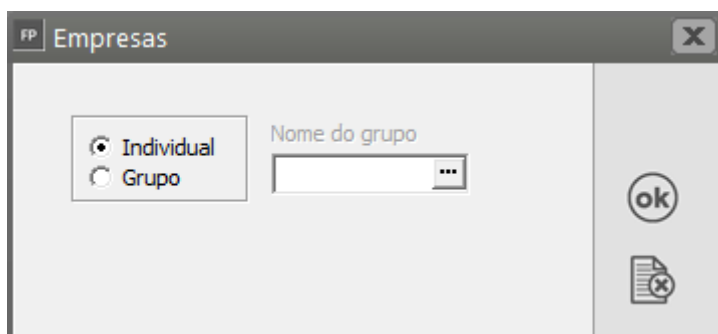 FP Empresas
Individual
Grupo
Nome do grupo
...
ok